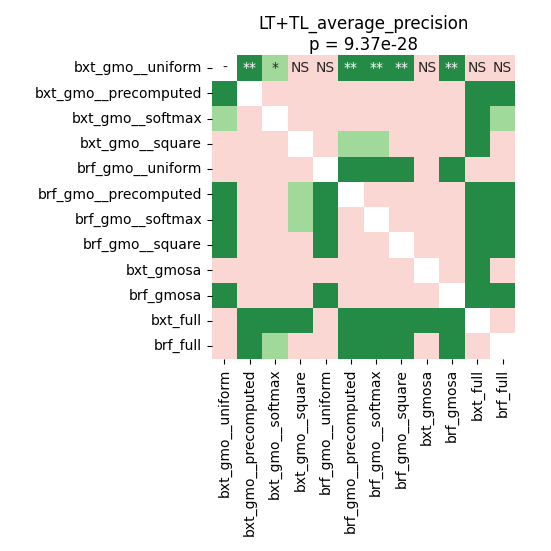 LT+TL_average_precision
p = 9.37e-28
bxt_gmo__uniform - ** * NS NS ** ** ** NS ** NS NS
bxt_gmo__precomputed
bxt_gmo__softmax
bxt_gmo__square
brf_gmo__uniform
brf_gmo__precomputed
brf_gmo__softmax
brf_gmo__square
bxt_gmosa
brf_gmosa
bxt_full
brf_full
bxt_gmo__uniform
bxt_gmo__precomputed
bxt_gmo__softmax
bxt_gmo__square
brf_gmo__uniform
brf_gmo__precomputed
brf_gmo__softmax
brf_gmo__square
bxt_gmosa
brf_gmosa
bxt_full
brf_full